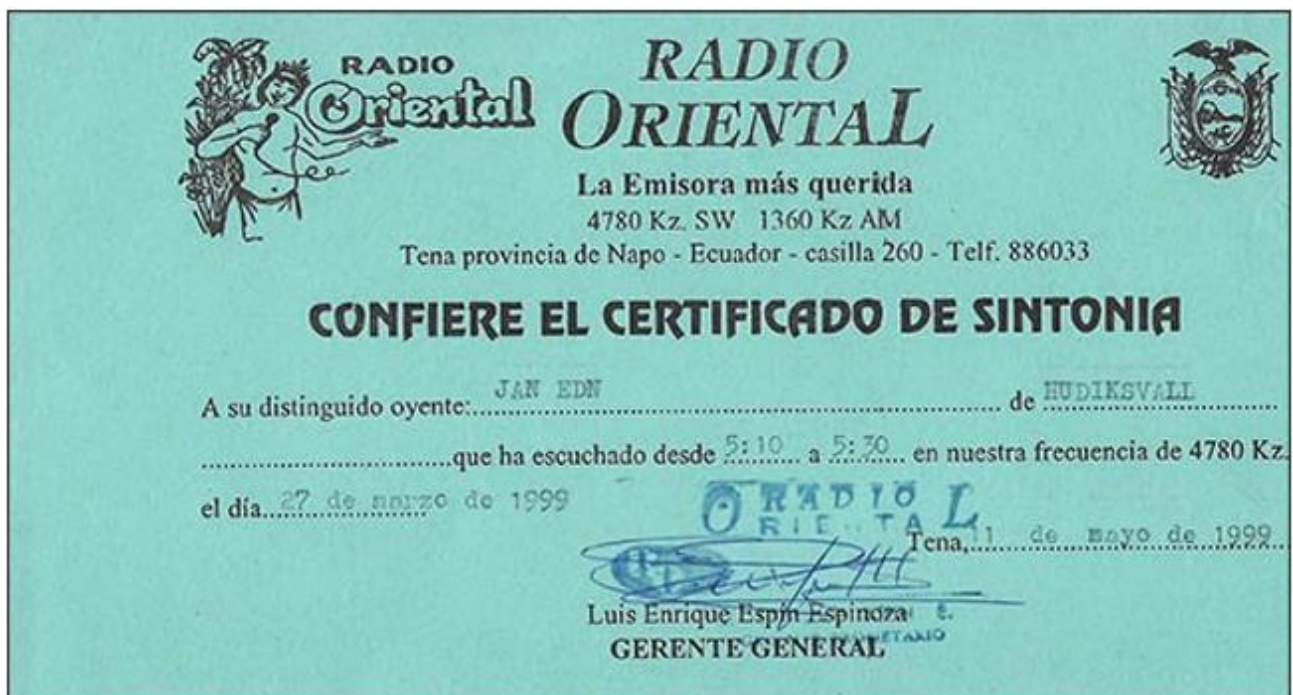 RADIO
Oriental
RADIO
ORIENTAL
La Emisora más querida
4780 Kz. SW 1360 Kz AM
Tena provincia de Napo - Ecuador - casilla 260 - Telf. 886033
CONFIERE EL CERTIFICADO DE SINTONIA
A su distinguido oyente: JAN EDN de HUDIKSVALL
que ha escuchado desde 5:10 a 5:30 en nuestra frecuencia de 4780 Kz.
el día 27 de marzo de 1999
RADIO
ORIENTAL
Tena, 11 de mayo de 1999
Luis Enrique Espín Espinoza
GERENTE GENERAL